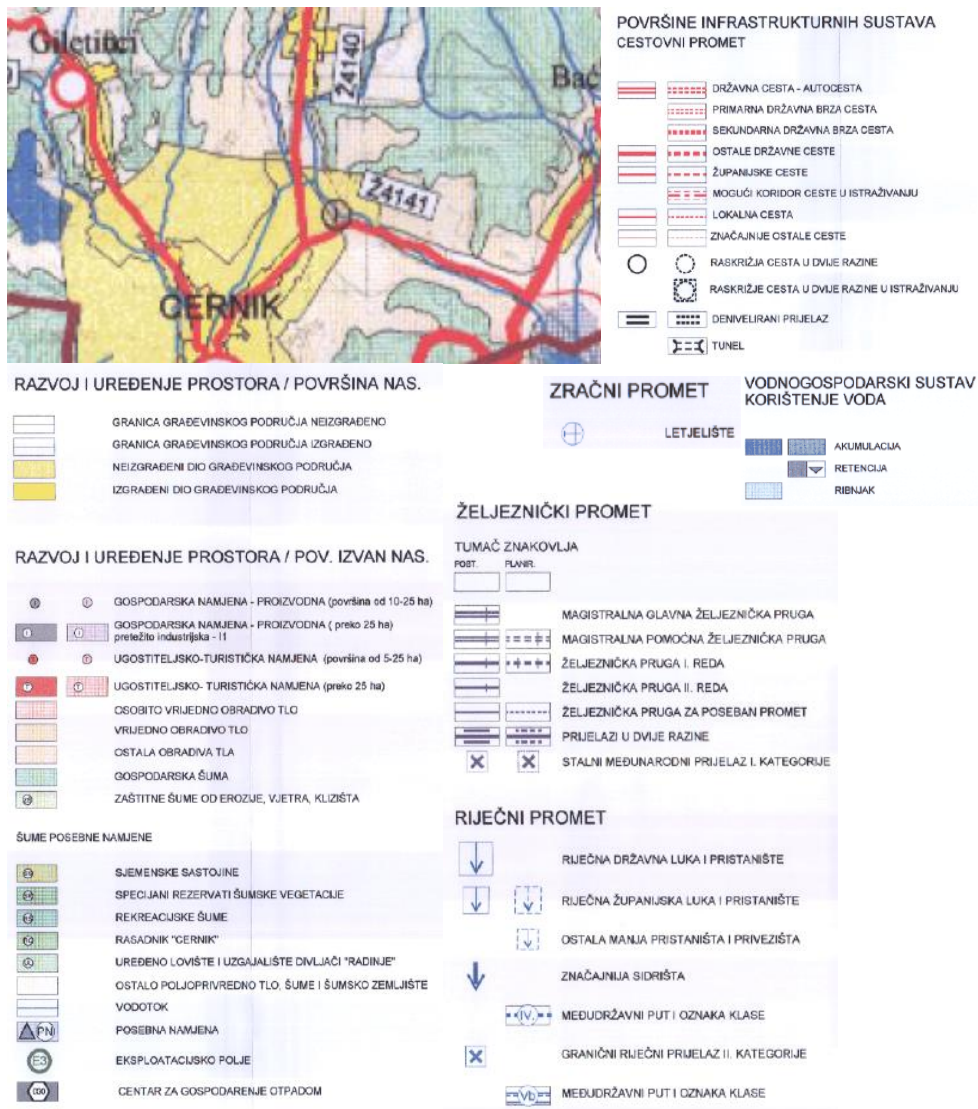 Giletinci
Bač
Ž4140
Ž4141
CERNIK
POVRŠINE INFRASTRUKTURNIH SUSTAVA
CESTOVNI PROMET
DRŽAVNA CESTA - AUTOCESTA
PRIMARNA DRŽAVNA BRZA CESTA
SEKUNDARNA DRŽAVNA BRZA CESTA
OSTALE DRŽAVNE CESTE
ŽUPANIJSKE CESTE
MOGUĆI KORIDOR CESTE U ISTRAŽIVANJU
LOKALNA CESTA
ZNAČAJNIJE OSTALE CESTE
RASKRIŽJA CESTA U DVIJE RAZINE
RASKRIŽJE CESTA U DVIJE RAZINE U ISTRAŽIVANJU
DENIVELIRANI PRIJELAZ
TUNEL
RAZVOJ I UREĐENJE PROSTORA / POVRŠINA NAS.
GRANICA GRAĐEVINSKOG PODRUČJA NEIZGRAĐENO
GRANICA GRAĐEVINSKOG PODRUČJA IZGRAĐENO
NEIZGRAĐENI DIO GRAĐEVINSKOG PODRUČJA
IZGRAĐENI DIO GRAĐEVINSKOG PODRUČJA
ZRAČNI PROMET
LETJELIŠTE
VODNOGOSPODARSKI SUSTAV
KORIŠTENJE VODA
AKUMULACIJA
RETENCIJA
RIBNJAK
RAZVOJ I UREĐENJE PROSTORA / POV. IZVAN NAS.
GOSPODARSKA NAMJENA - PROIZVODNA (površina od 10-25 ha)
GOSPODARSKA NAMJENA - PROIZVODNA ( preko 25 ha)
pretežito industrijska - I1
UGOSTITELJSKO-TURISTIČKA NAMJENA (površina od 5-25 ha)
UGOSTITELJSKO- TURISTIČKA NAMJENA (preko 25 ha)
OSOBITO VRIJEDNO OBRADIVO TLO
VRIJEDNO OBRADIVO TLO
OSTALA OBRADIVA TLA
GOSPODARSKA ŠUMA
ZAŠTITNE ŠUME OD EROZIJE, VJETRA, KLIZIŠTA
ŠUME POSEBNE NAMJENE
SJEMENSKE SASTOJINE
SPECIJANI REZERVATI ŠUMSKE VEGETACIJE
REKREACIJSKE ŠUME
RASADNIK "CERNIK"
UREĐENO LOVIŠTE I UZGAJALIŠTE DIVLJAČI "RADINJE"
OSTALO POLJOPRIVREDNO TLO, ŠUME I ŠUMSKO ZEMLJIŠTE
VODOTOK
PN POSEBNA NAMJENA
E3 EKSPLOATACIJSKO POLJE
CGO CENTAR ZA GOSPODARENJE OTPADOM
ŽELJEZNIČKI PROMET
TUMAČ ZNAKOVLJA
POST. PLANIR.
MAGISTRALNA GLAVNA ŽELJEZNIČKA PRUGA
MAGISTRALNA POMOĆNA ŽELJEZNIČKA PRUGA
ŽELJEZNIČKA PRUGA I. REDA
ŽELJEZNIČKA PRUGA II. REDA
ŽELJEZNIČKA PRUGA ZA POSEBAN PROMET
PRIJELAZI U DVIJE RAZINE
STALNI MEĐUNARODNI PRIJELAZ I. KATEGORIJE
RIJEČNI PROMET
RIJEČNA DRŽAVNA LUKA I PRISTANIŠTE
RIJEČNA ŽUPANIJSKA LUKA I PRISTANIŠTE
OSTALA MANJA PRISTANIŠTA I PRIVEZIŠTA
ZNAČAJNIJA SIDRIŠTA
IV. MEĐUDRŽAVNI PUT I OZNAKA KLASE
GRANIČNI RIJEČNI PRIJELAZ II. KATEGORIJE
Vb MEĐUDRŽAVNI PUT I OZNAKA KLASE